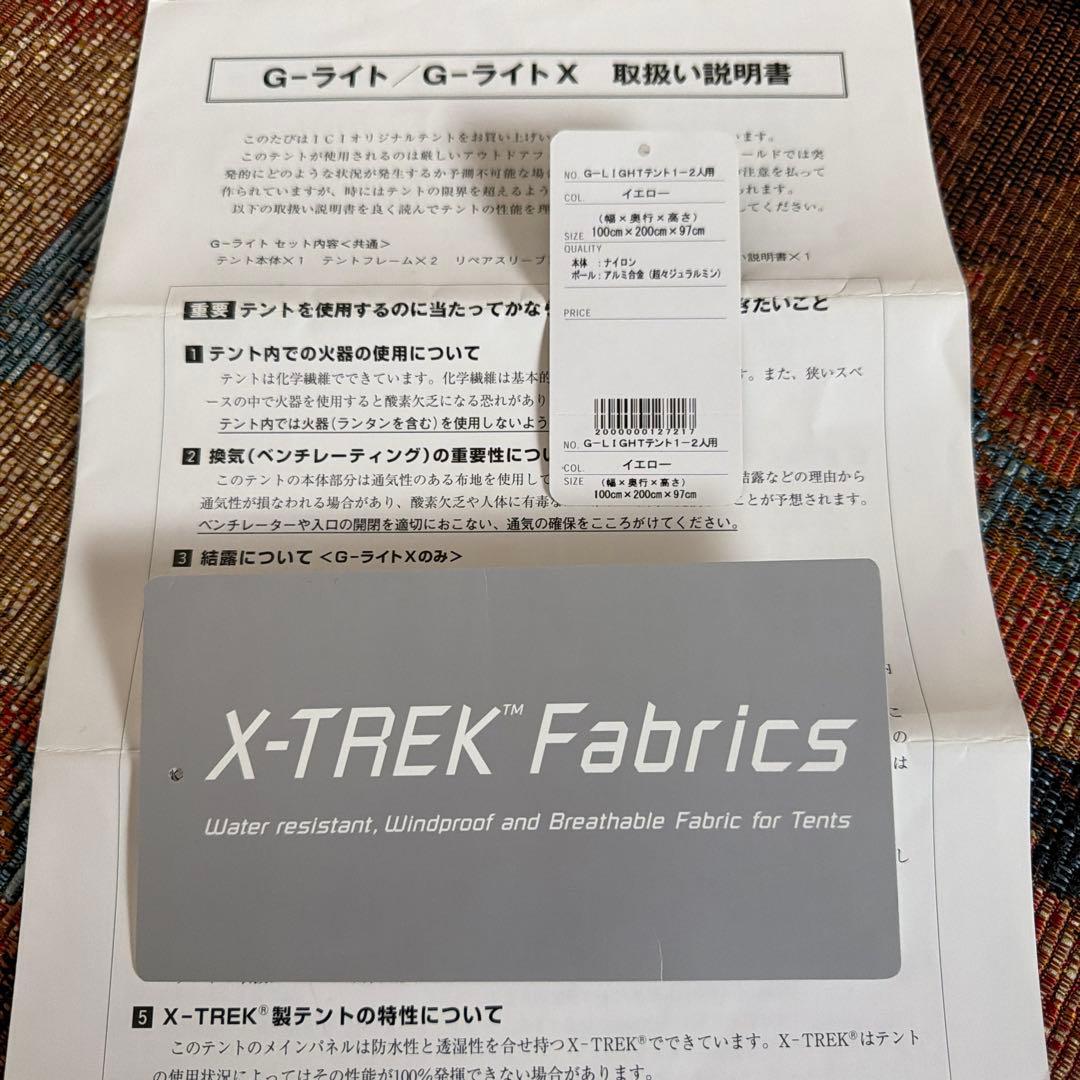 G-ライト／G-ライトX 取扱い説明書
このたびはICIオリジナルテントをお買い上げい
ます。
このテントが使用されるのは厳しいアウトドアフ
ールドでは突
発的にどのような状況が発生するか予測不可能な場
注意を払って
作られていますが、時にはテントの限界を超えるよう
られます。
以下の取扱い説明書を良く読んでテントの性能を理
してください。
G-ライト セット内容＜共通＞
テント本体×1 テントフレーム×2 リペアスリーブ
説明書×1
重要 テントを使用するのに当たってかな
きたいこと
1 テント内での火器の使用について
テントは化学繊維でできています。化学繊維は基本的
す。また、狭いスペ
ースの中で火器を使用すると酸素欠乏になる恐れがあり
テント内では火器（ランタンを含む）を使用しないよう
2 換気（ベンチレーティング）の重要性につい
このテントの本体部分は通気性のある布地を使用して
結露などの理由から
通気性が損なわれる場合があり、酸素欠乏や人体に有毒な
ことが予想されます。
ベンチレーターや入口の開閉を適切におこない、通気の確保をこころがけてください。
3 結露について＜G-ライトXのみ＞
NO. G-LIGHTテント1-2人用
COL. イエロー
（幅×奥行×高さ）
SIZE 100cm×200cm×97cm
QUALITY
本体 ：ナイロン
ポール：アルミ合金（超々ジュラルミン）
PRICE
2000000127217
NO. G-LIGHTテント1-2人用
COL. イエロー
SIZE （幅×奥行×高さ）
100cm×200cm×97cm
X-TREK™ Fabrics
Water resistant, Windproof and Breathable Fabric for Tents
こ
の
は
し
5 X-TREK®製テントの特性について
このテントのメインパネルは防水性と透湿性を合せ持つX-TREK®でできています。X-TREK®はテント
の使用状況によってはその性能が100%発揮できない場合があります。